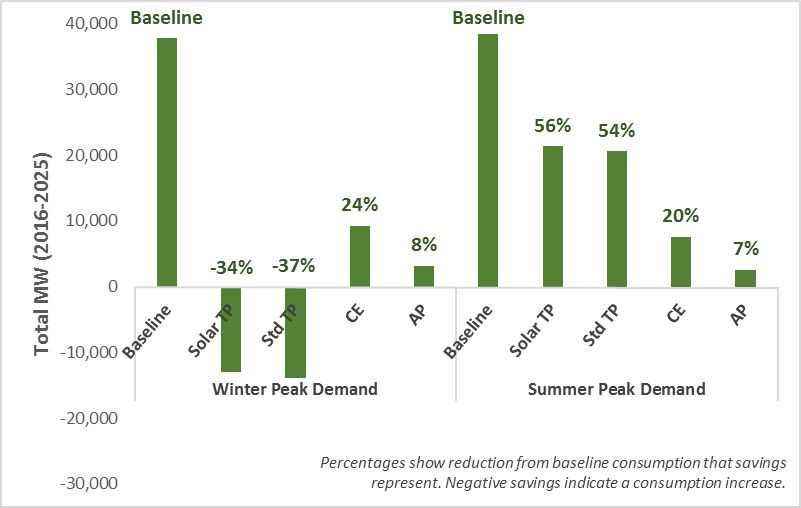 40,000
30,000
20,000
10,000
0
-10,000
-20,000
-30,000
Total MW (2016-2025)
Baseline
-34%
-37%
24%
8%
Baseline
56%
54%
20%
7%
Baseline
Solar TP
Std TP
CE
AP
Baseline
Solar TP
Std TP
CE
AP
Winter Peak Demand
Summer Peak Demand
Percentages show reduction from baseline consumption that savings
represent. Negative savings indicate a consumption increase.